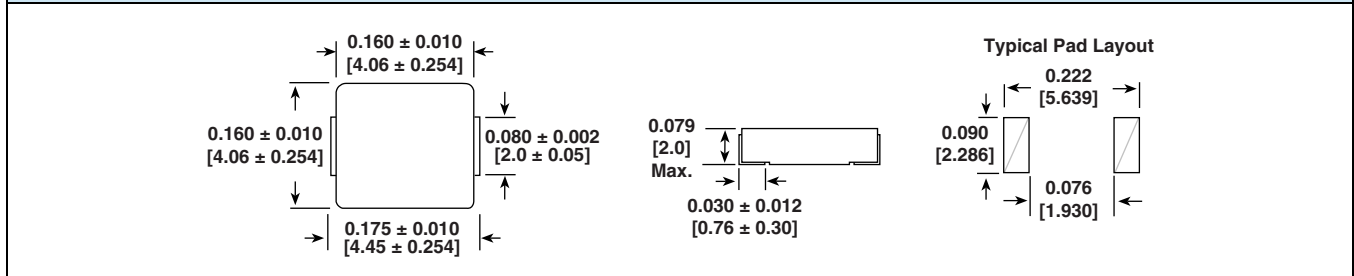 0.160 ± 0.010
[4.06 ± 0.254]
0.160 ± 0.010
[4.06 ± 0.254]
0.080 ± 0.002
[2.0 ± 0.05]
0.175 ± 0.010
[4.45 ± 0.254]
0.079
[2.0]
Max.
0.030 ± 0.012
[0.76 ± 0.30]
Typical Pad Layout
0.222
[5.639]
0.090
[2.286]
0.076
[1.930]